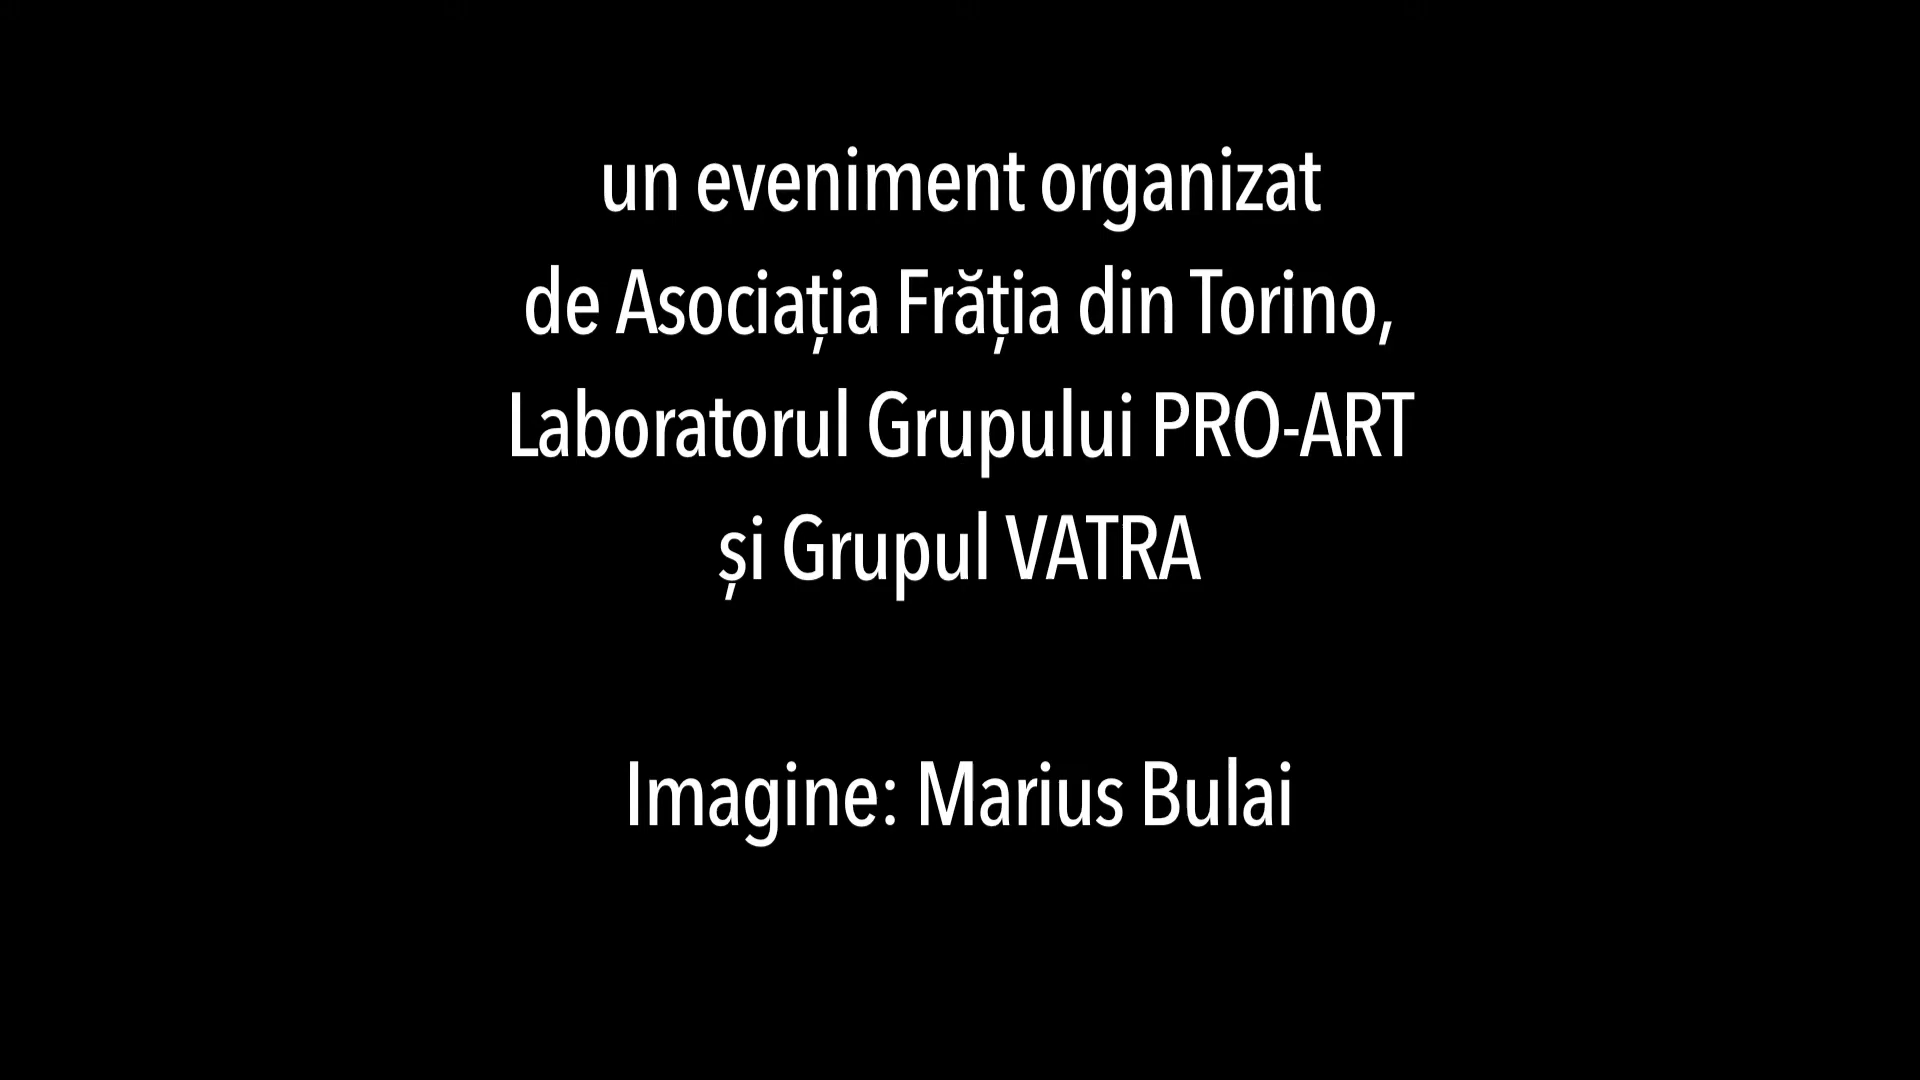 un eveniment organizat
de Asociația Frăția din Torino,
Laboratorul Grupului PRO-ART
și Grupul VATRA
Imagine: Marius Bulai